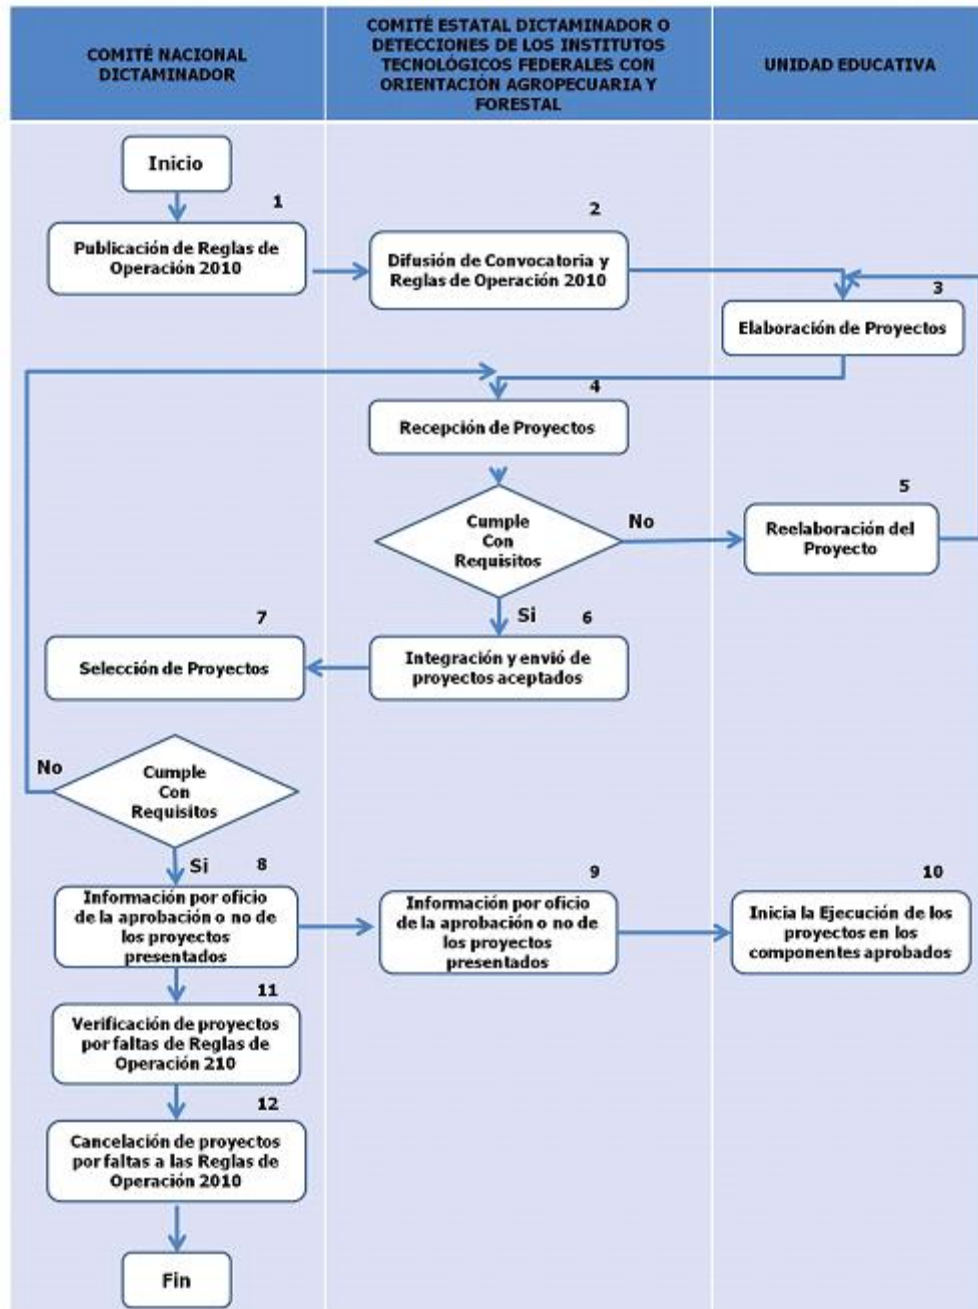 COMITÉ NACIONAL
DICTAMINADOR
COMITÉ ESTATAL DICTAMINADOR O
DETECCIONES DE LOS INSTITUTOS
TECNOLÓGICOS FEDERALES CON
ORIENTACIÓN AGROPECUARIA Y
FORESTAL
UNIDAD EDUCATIVA
Inicio
1
Publicación de Reglas de
Operación 2010
2
Difusión de Convocatoria y
Reglas de Operación 2010
3
Elaboración de Proyectos
4
Recepción de Proyectos
Cumple
Con
Requisitos
No
5
Reelaboración del
Proyecto
Si
6
Integración y envió de
proyectos aceptados
7
Selección de Proyectos
No
Cumple
Con
Requisitos
Si
8
Información por oficio
de la aprobación o no de
los proyectos
presentados
9
Información por oficio
de la aprobación o no de
los proyectos
presentados
10
Inicia la Ejecución de los
proyectos en los
componentes aprobados
11
Verificación de proyectos
por faltas de Reglas de
Operación 210
12
Cancelación de proyectos
por faltas a las Reglas de
Operación 2010
Fin